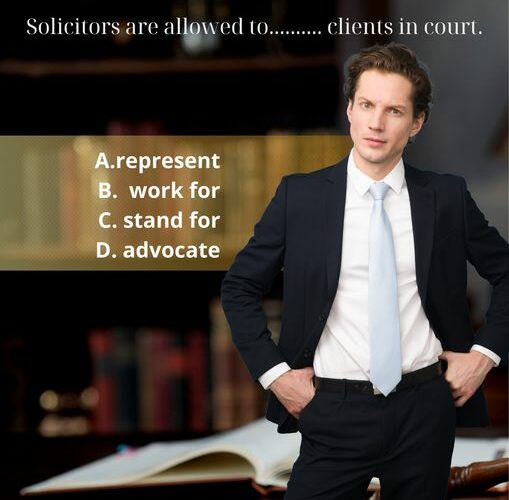 Solicitors are allowed to.......... clients in court.
A.represent
B. work for
C. stand for
D. advocate